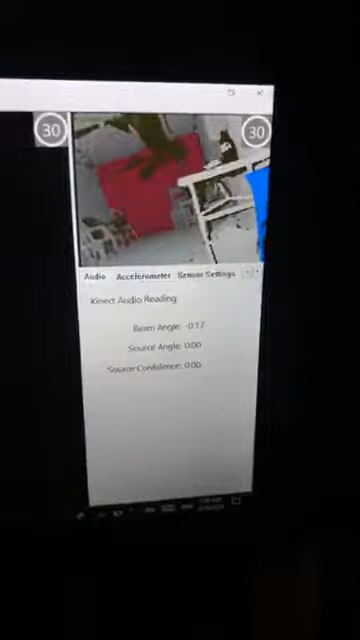 30
30
Audio Accelerometer Sensor Settings
Kinect Audio Reading
Beam Angle: -0.17
Source Angle: 0.00
Source Confidence: 0.00